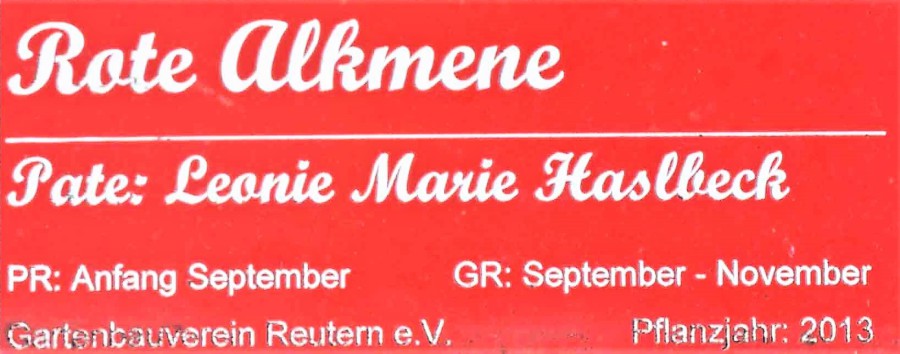 Rote Alkmene
Pate: Leonie Marie Haslbeck
PR: Anfang September GR: September - November
Gartenbauverein Reutern e.V. Pflanzjahr: 2013